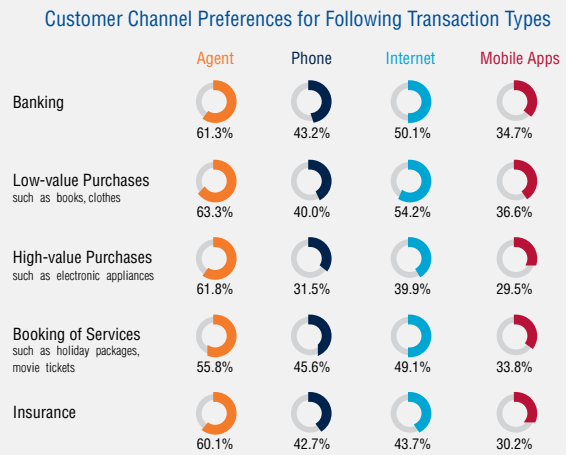 Customer Channel Preferences for Following Transaction Types
Agent Phone Internet Mobile Apps
Banking
61.3% 43.2% 50.1% 34.7%
Low-value Purchases
such as books, clothes
63.3% 40.0% 54.2% 36.6%
High-value Purchases
such as electronic appliances
61.8% 31.5% 39.9% 29.5%
Booking of Services
such as holiday packages,
movie tickets
55.8% 45.6% 49.1% 33.8%
Insurance
60.1% 42.7% 43.7% 30.2%